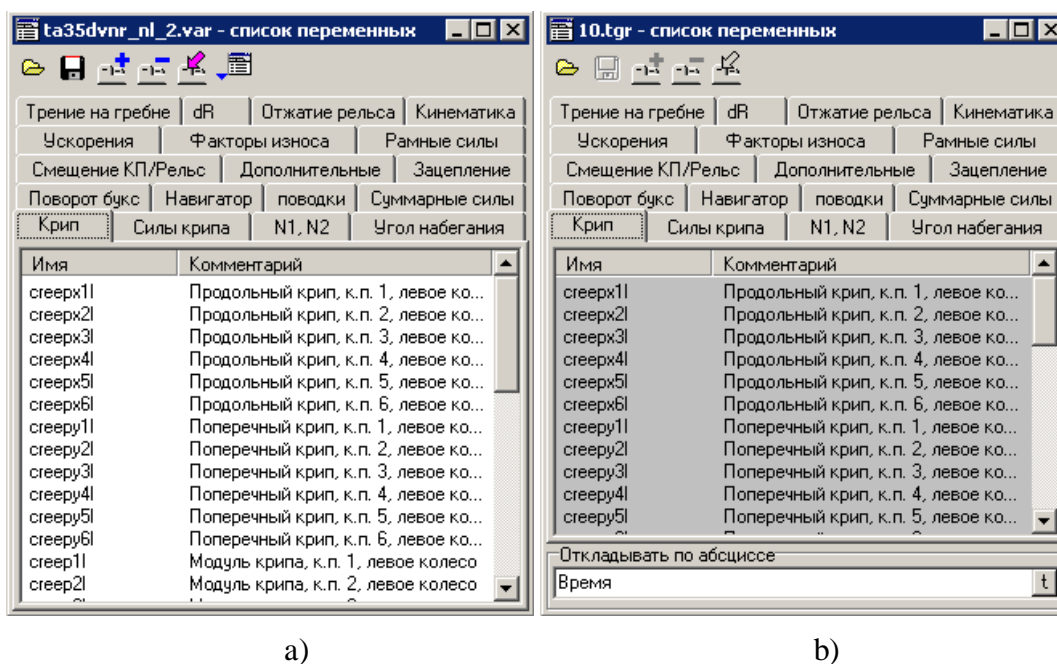 ta35dvnr_nl_2.var - список переменных
Трение на гребне dR Отжатие рельса Кинематика
Ускорения Факторы износа Рамные силы
Смещение КП/Рельс Дополнительные Зацепление
Поворот букс Навигатор поводки Суммарные силы
Крип Силы крипа N1, N2 Угол набегания
Имя Комментарий
creepx1l Продольный крип, к.п. 1, левое ко...
creepx2l Продольный крип, к.п. 2, левое ко...
creepx3l Продольный крип, к.п. 3, левое ко...
creepx4l Продольный крип, к.п. 4, левое ко...
creepx5l Продольный крип, к.п. 5, левое ко...
creepx6l Продольный крип, к.п. 6, левое ко...
creepy1l Поперечный крип, к.п. 1, левое ко...
creepy2l Поперечный крип, к.п. 2, левое ко...
creepy3l Поперечный крип, к.п. 3, левое ко...
creepy4l Поперечный крип, к.п. 4, левое ко...
creepy5l Поперечный крип, к.п. 5, левое ко...
creepy6l Поперечный крип, к.п. 6, левое ко...
creep1l Модуль крипа, к.п. 1, левое колесо
creep2l Модуль крипа, к.п. 2, левое колесо
a)
10.tgr - список переменных
Трение на гребне dR Отжатие рельса Кинематика
Ускорения Факторы износа Рамные силы
Смещение КП/Рельс Дополнительные Зацепление
Поворот букс Навигатор поводки Суммарные силы
Крип Силы крипа N1, N2 Угол набегания
Имя Комментарий
creepx1l Продольный крип, к.п. 1, левое ко...
creepx2l Продольный крип, к.п. 2, левое ко...
creepx3l Продольный крип, к.п. 3, левое ко...
creepx4l Продольный крип, к.п. 4, левое ко...
creepx5l Продольный крип, к.п. 5, левое ко...
creepx6l Продольный крип, к.п. 6, левое ко...
creepy1l Поперечный крип, к.п. 1, левое ко...
creepy2l Поперечный крип, к.п. 2, левое ко...
creepy3l Поперечный крип, к.п. 3, левое ко...
creepy4l Поперечный крип, к.п. 4, левое ко...
creepy5l Поперечный крип, к.п. 5, левое ко...
Откладывать по абсциссе
Время t
b)